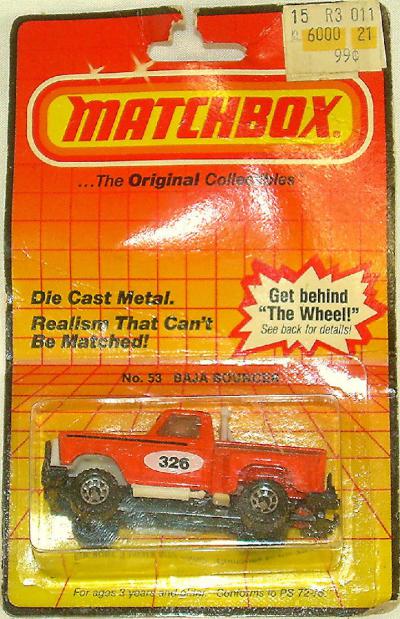 15 R3 011
6000 21
99¢
MATCHBOX®
...The Original Collectibles
Die Cast Metal.
Realism That Can't
Be Matched!
Get behind
"The Wheel!"
See back for details!
No. 53 BAJA BOUNCER
326
For ages 3 years and older. Conforms to PS 72-76.